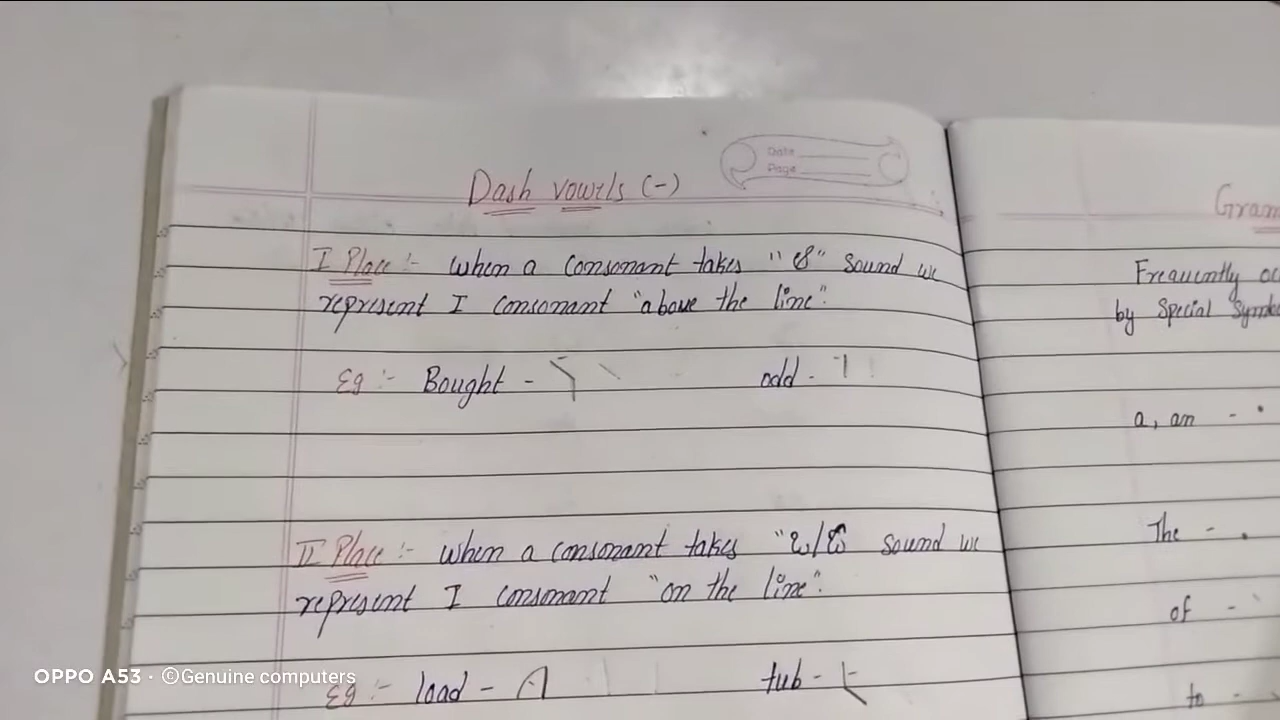 Date
Page
Dash vowels (-)
I Place :- when a consonant takes " " sound we
represent I consonant "above the line".
Eg :- Bought -
odd -
II Place :- when a consonant takes " / " sound we
represent I consonant "on the line".
Eg :- load -
tub -
Gram
Frequently oc
by special symbo
a, an -
The -
of -
to -
OPPO A53 · ©Genuine computers